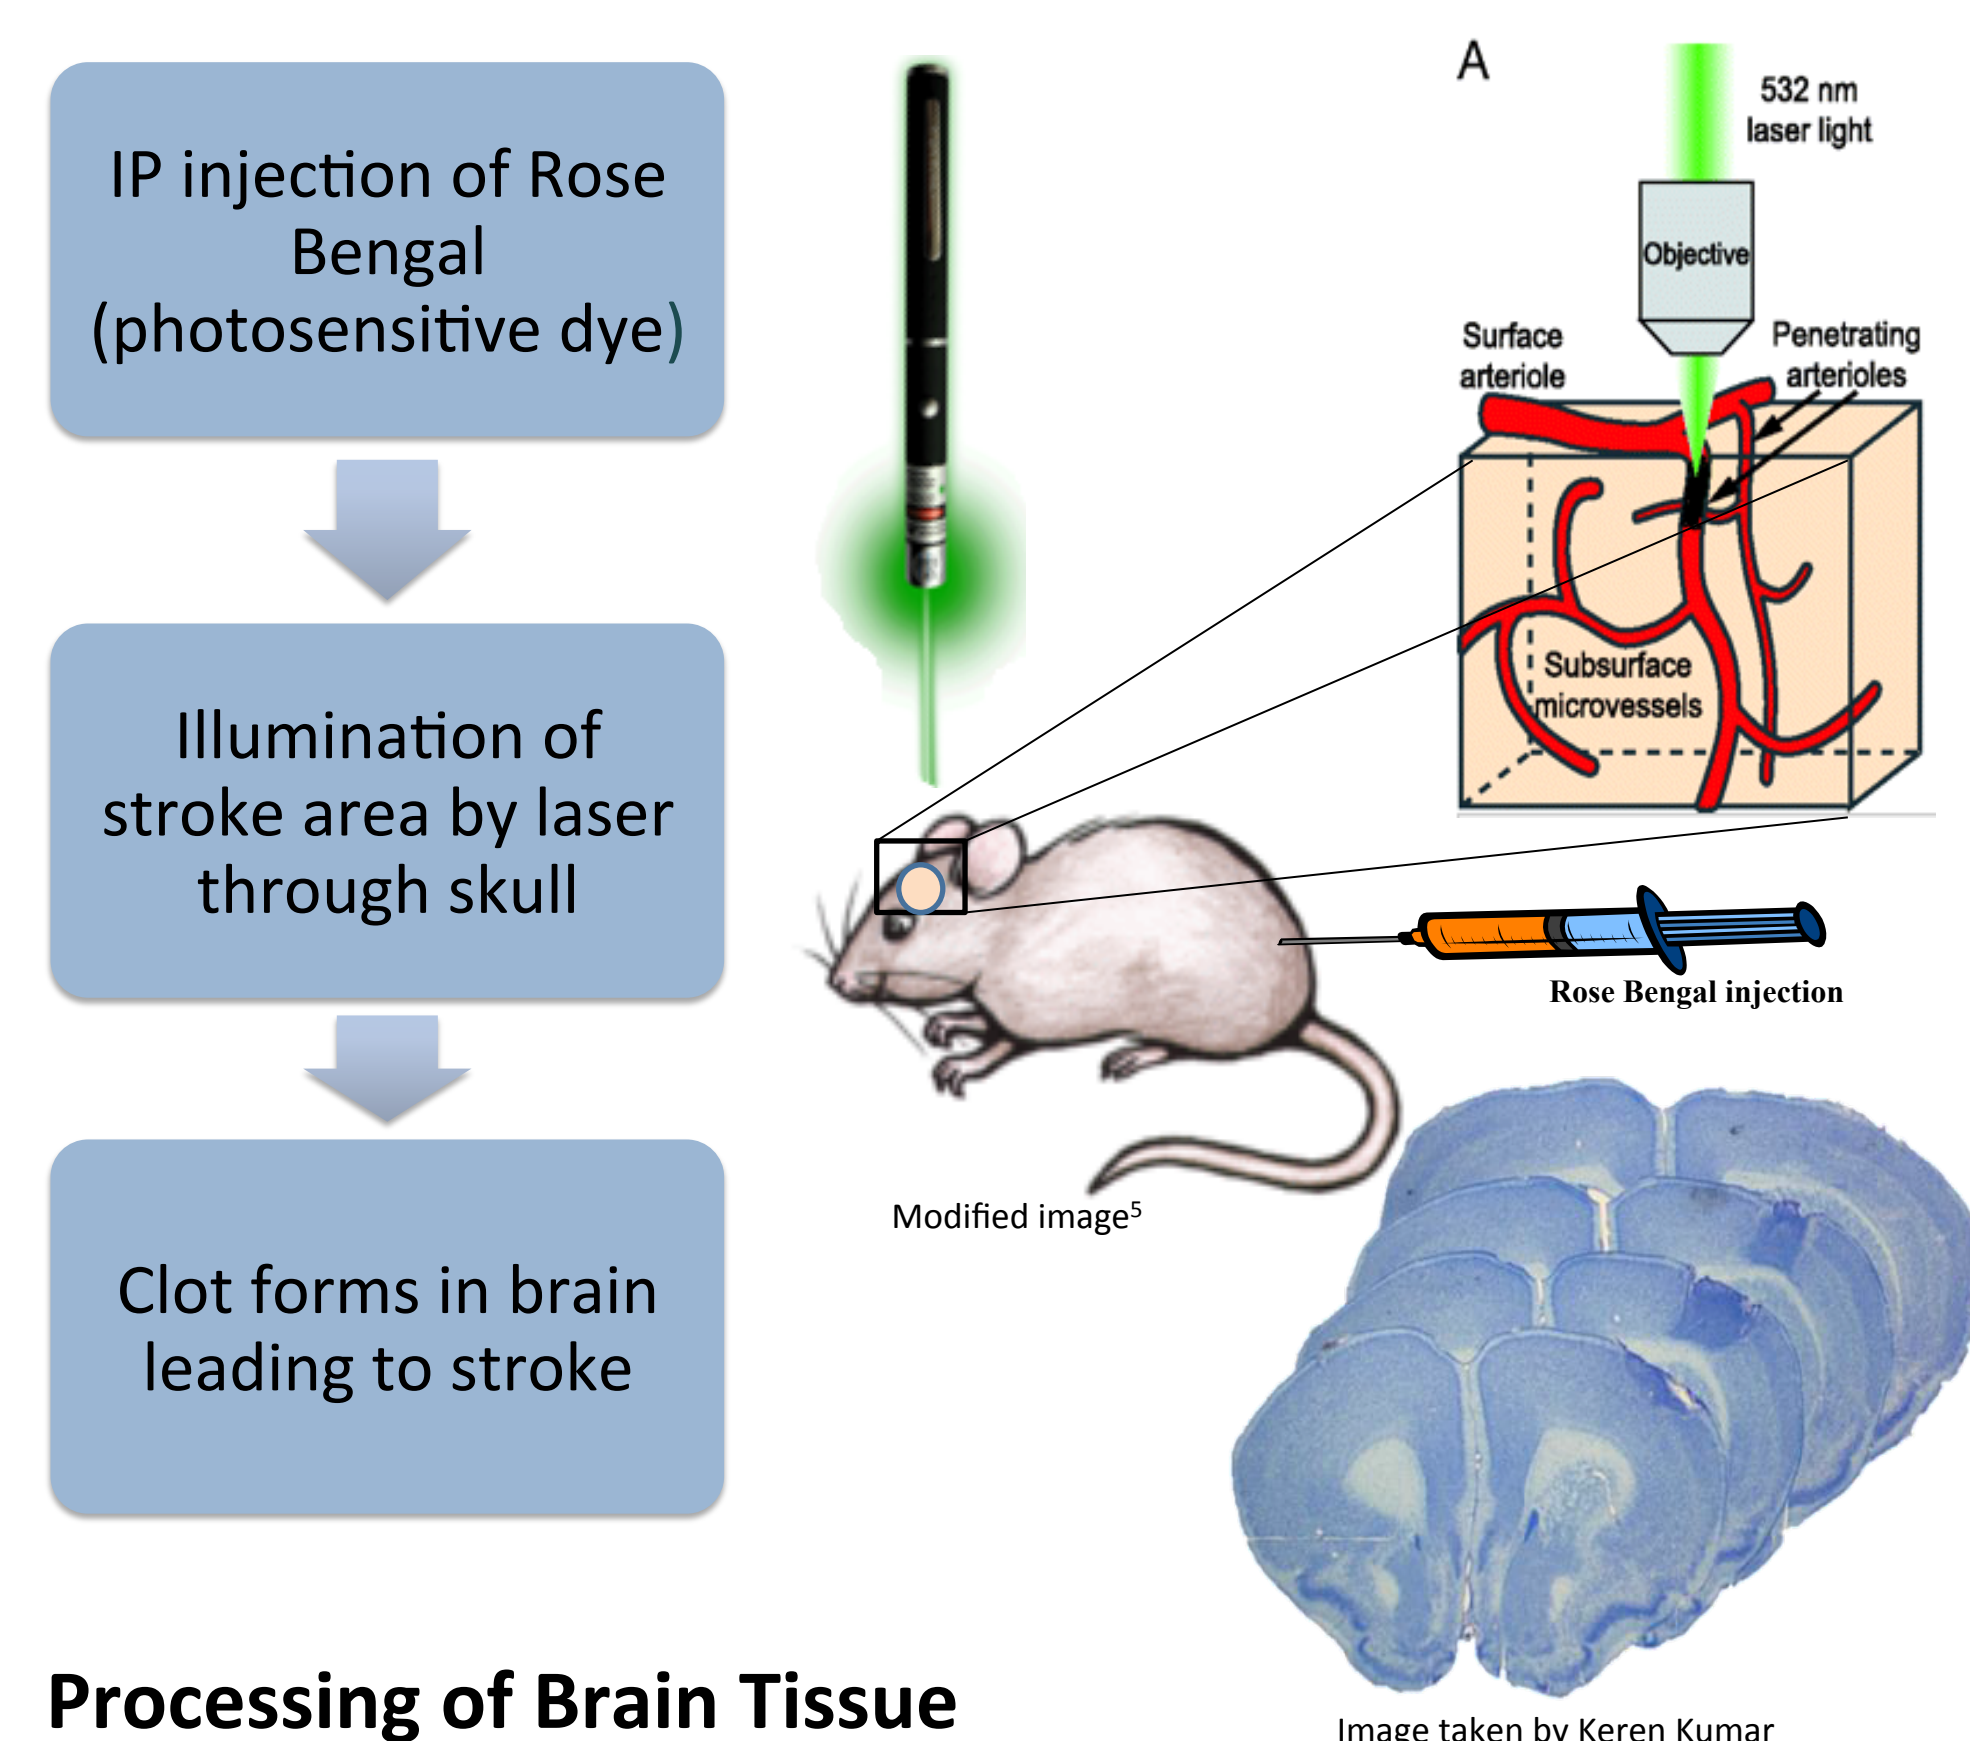 IP injection of Rose
Bengal
(photosensitive dye)
Illumination of
stroke area by laser
through skull
Clot forms in brain
leading to stroke
A
532 nm
laser light
Objective
Surface
arteriole
Penetrating
arterioles
Subsurface
microvessels
Rose Bengal injection
Modified image⁵
Processing of Brain Tissue
Image taken by Keren Kumar